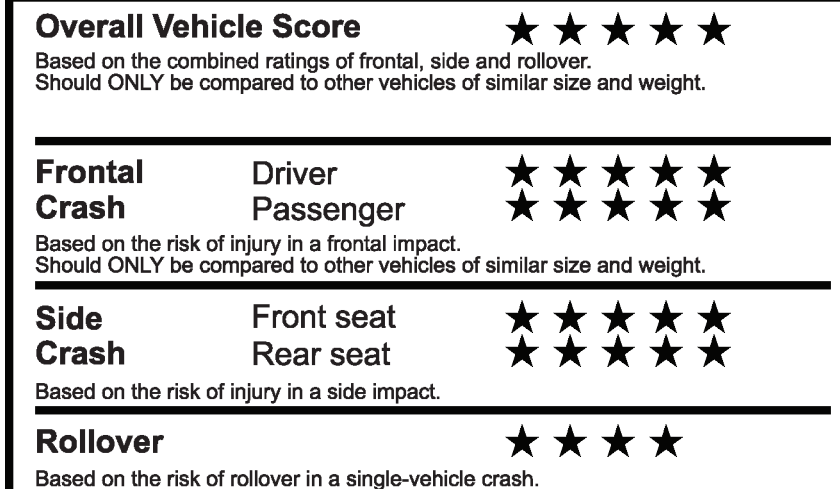 Overall Vehicle Score ★ ★ ★ ★ ★
Based on the combined ratings of frontal, side and rollover.
Should ONLY be compared to other vehicles of similar size and weight.
Frontal Driver ★ ★ ★ ★ ★
Crash Passenger ★ ★ ★ ★ ★
Based on the risk of injury in a frontal impact.
Should ONLY be compared to other vehicles of similar size and weight.
Side Front seat ★ ★ ★ ★ ★
Crash Rear seat ★ ★ ★ ★ ★
Based on the risk of injury in a side impact.
Rollover ★ ★ ★ ★
Based on the risk of rollover in a single-vehicle crash.